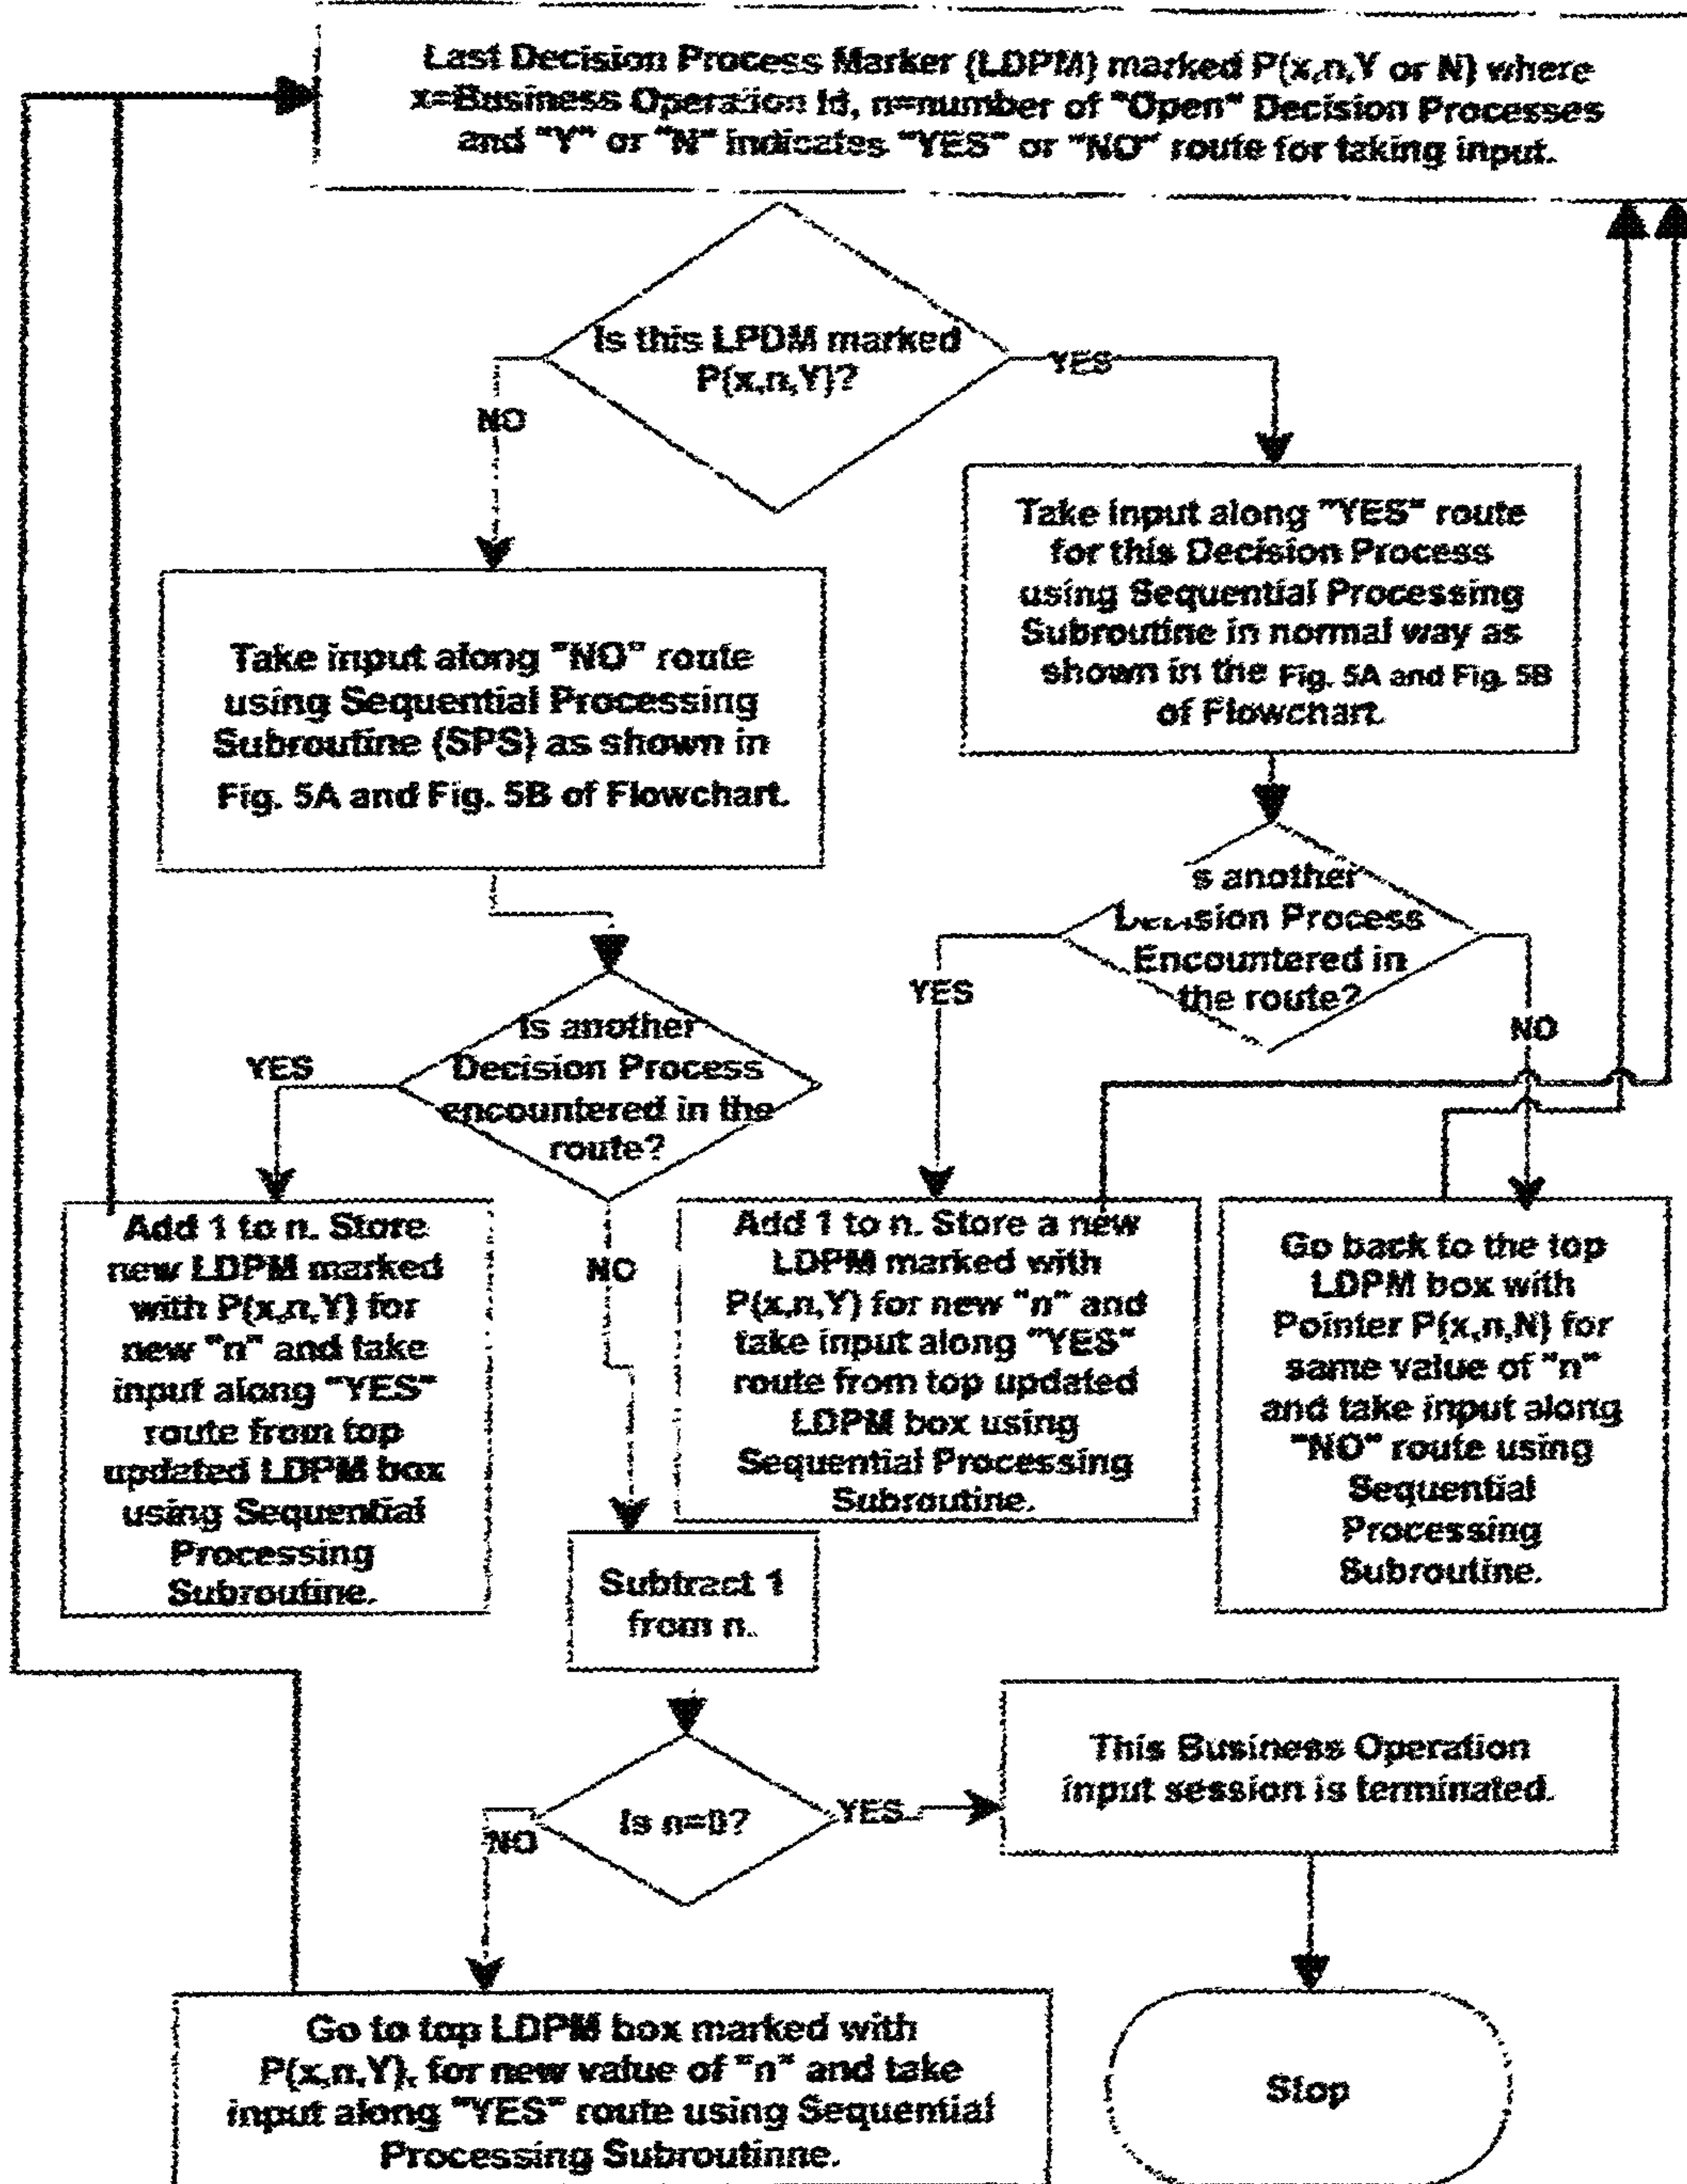 Last Decision Process Marker (LDPM) marked P(x,n,Y or N) where
x=Business Operation Id, n=number of "Open" Decision Processes
and "Y" or "N" indicates "YES" or "NO" route for taking input.
Is this LPDM marked
P(x,n,Y)?
YES
NO
Take input along "YES" route
for this Decision Process
using Sequential Processing
Subroutine in normal way as
shown in the Fig. 5A and Fig. 5B
of Flowchart.
Take input along "NO" route
using Sequential Processing
Subroutine (SPS) as shown in
Fig. 5A and Fig. 5B of Flowchart.
s another
Decision Process
Encountered in
the route?
YES
NO
Is another
Decision Process
encountered in the
route?
YES
NO
Add 1 to n. Store
new LDPM marked
with P(x,n,Y) for
new "n" and take
input along "YES"
route from top
updated LDPM box
using Sequential
Processing
Subroutine.
Add 1 to n. Store a new
LDPM marked with
P(x,n,Y) for new "n" and
take input along "YES"
route from top updated
LDPM box using
Sequential Processing
Subroutine.
Go back to the top
LDPM box with
Pointer P(x,n,N) for
same value of "n"
and take input along
"NO" route using
Sequential
Processing
Subroutine.
Subtract 1
from n.
Is n=0?
YES
NO
This Business Operation
input session is terminated.
Go to top LDPM box marked with
P(x,n,Y), for new value of "n" and take
input along "YES" route using Sequential
Processing Subroutinne.
Stop